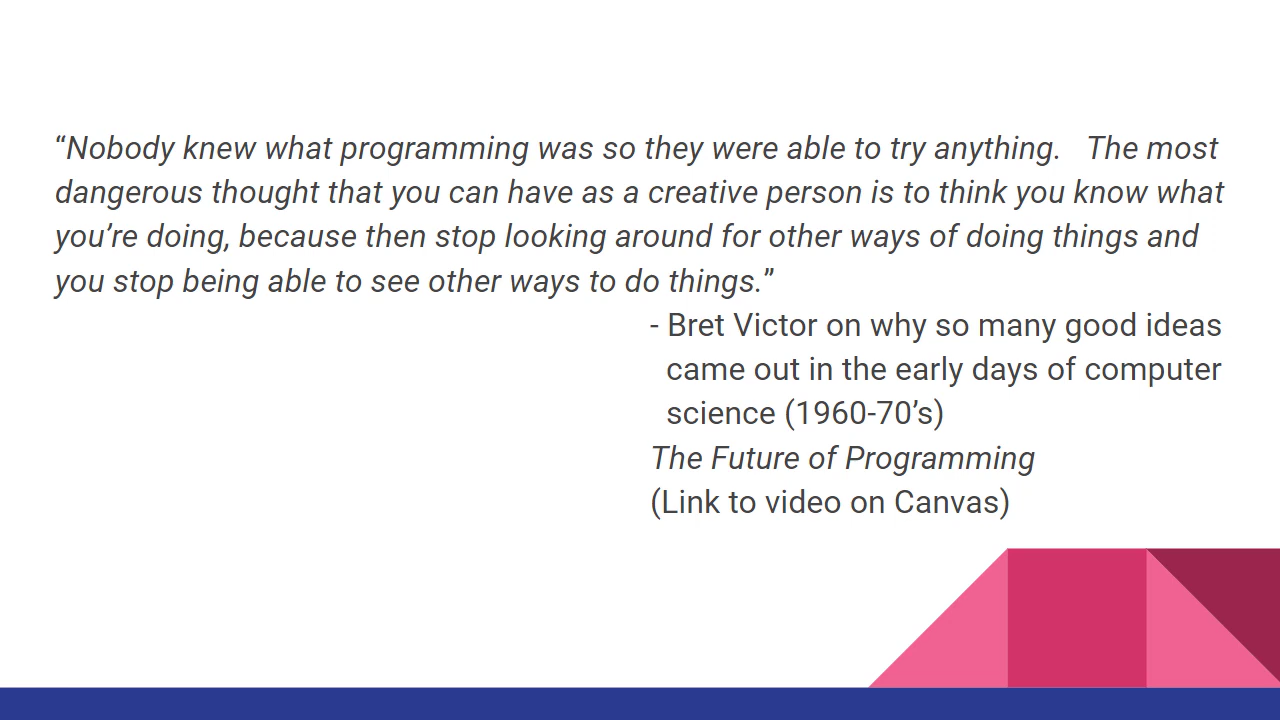 “Nobody knew what programming was so they were able to try anything.   The most
dangerous thought that you can have as a creative person is to think you know what
you’re doing, because then stop looking around for other ways of doing things and
you stop being able to see other ways to do things.”
- Bret Victor on why so many good ideas
came out in the early days of computer
science (1960-70’s)
The Future of Programming
(Link to video on Canvas)